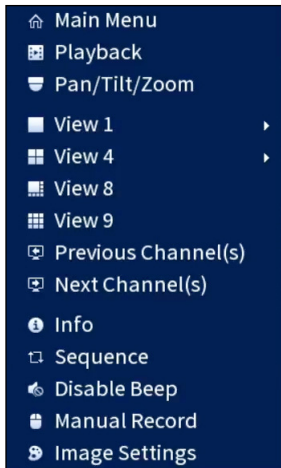 Main Menu
Playback
Pan/Tilt/Zoom
View 1
View 4
View 8
View 9
Previous Channel(s)
Next Channel(s)
Info
Sequence
Disable Beep
Manual Record
Image Settings